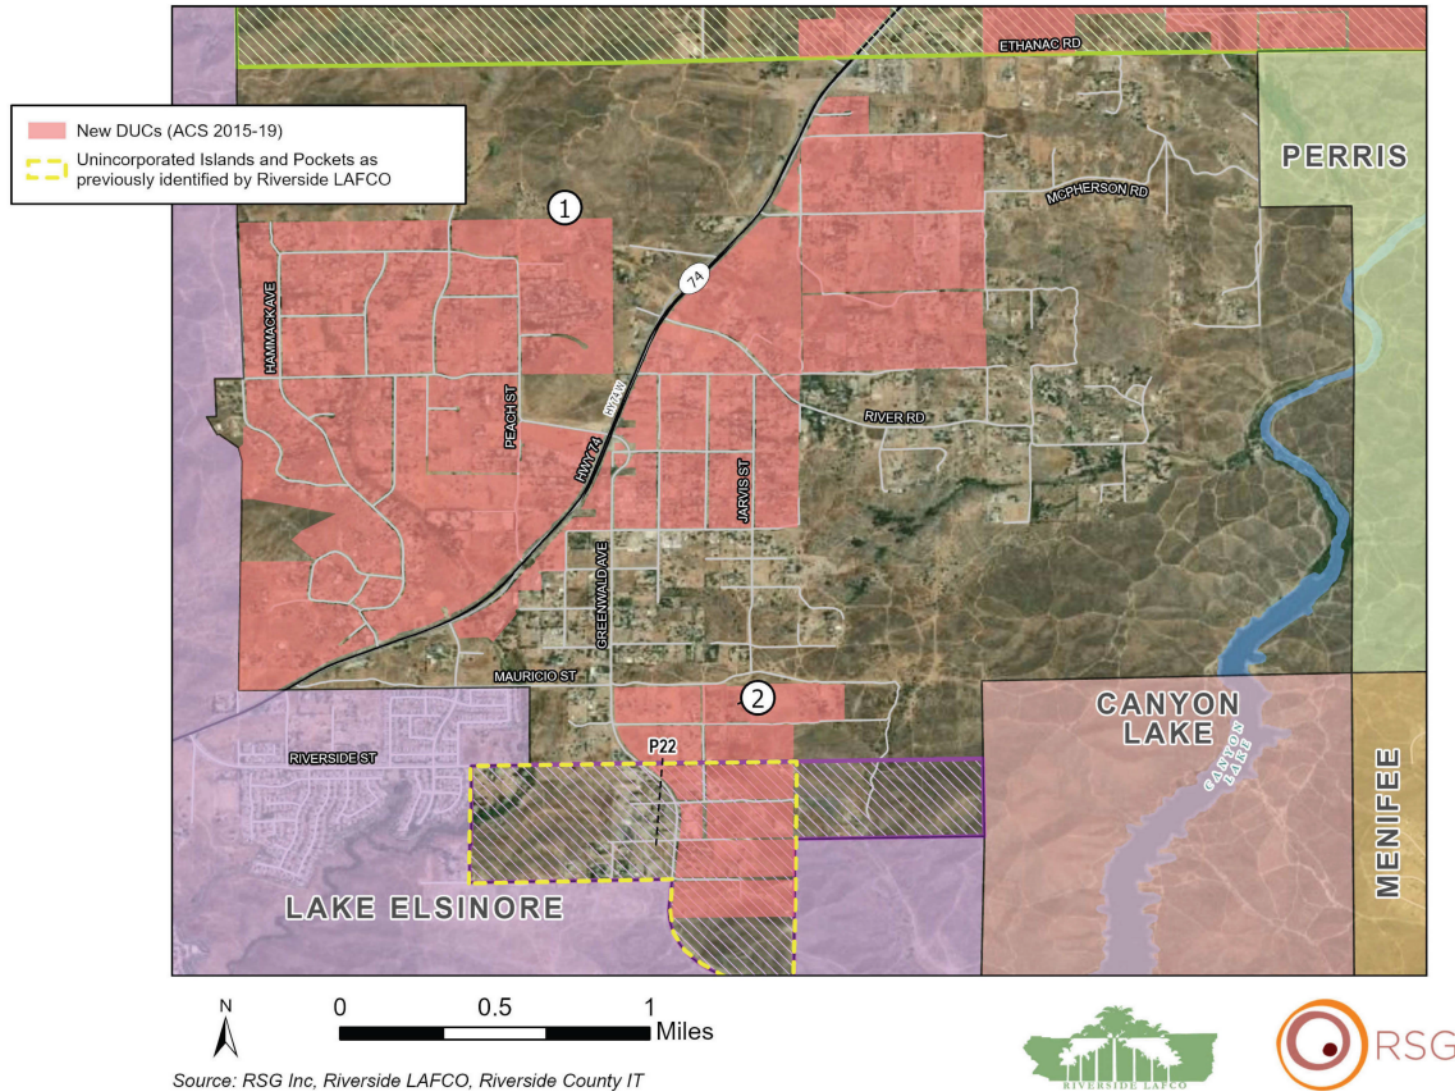 ETHANAC RD
New DUCs (ACS 2015-19)
Unincorporated Islands and Pockets as
previously identified by Riverside LAFCO
PERRIS
MCPHERSON RD
1
74
HAMMACK AVE
PEACH ST
HY74 W
HWY 74
RIVER RD
JARVIS ST
GREENWALD AVE
MAURICIO ST
2
CANYON
LAKE
CANYON
LAKE
P22
RIVERSIDE ST
MENIFEE
LAKE ELSINORE
N
0 0.5 1
Miles
RIVERSIDE LAFCO
RSG
Source: RSG Inc, Riverside LAFCO, Riverside County IT